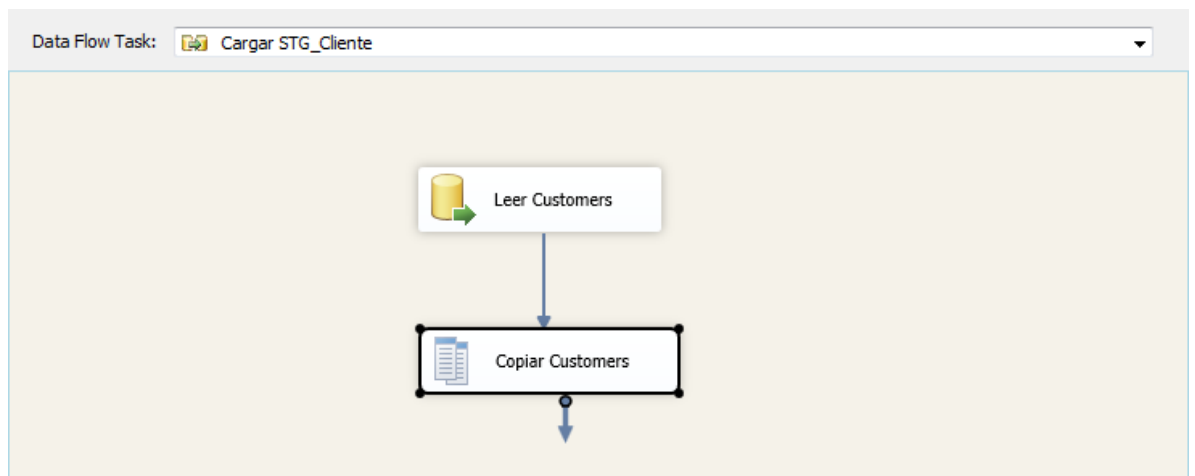 Data Flow Task: Cargar STG_Cliente
Leer Customers
Copiar Customers